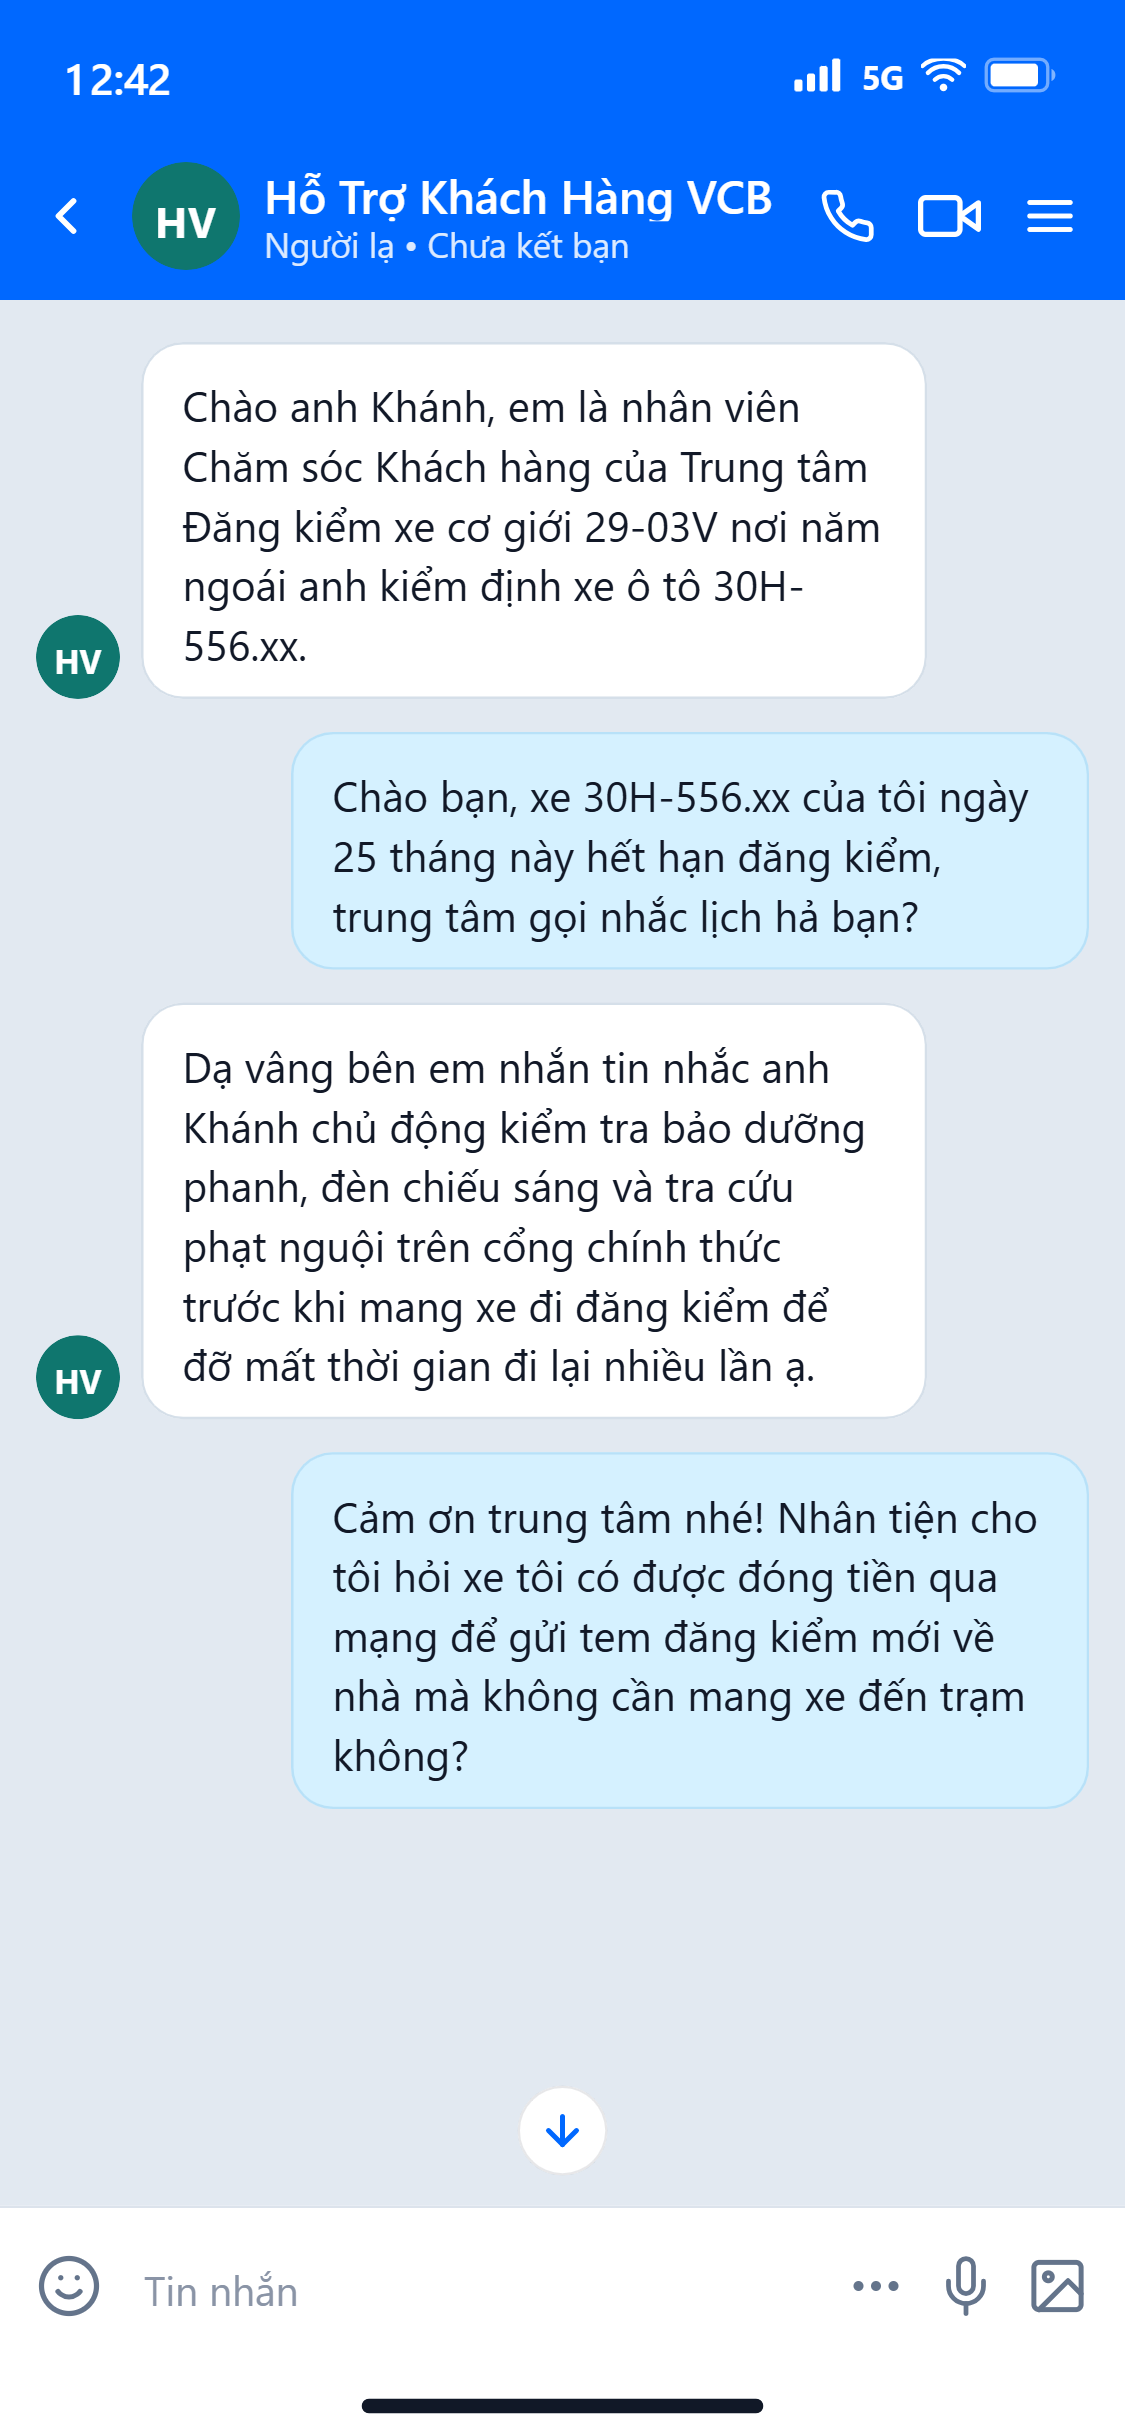 12:42
5G
HV
Hỗ Trợ Khách Hàng VCB
Người lạ • Chưa kết bạn
Chào anh Khánh, em là nhân viên
Chăm sóc Khách hàng của Trung tâm
Đăng kiểm xe cơ giới 29-03V nơi năm
ngoái anh kiểm định xe ô tô 30H-
556.xx.
HV
Chào bạn, xe 30H-556.xx của tôi ngày
25 tháng này hết hạn đăng kiểm,
trung tâm gọi nhắc lịch hả bạn?
Dạ vâng bên em nhắn tin nhắc anh
Khánh chủ động kiểm tra bảo dưỡng
phanh, đèn chiếu sáng và tra cứu
phạt nguội trên cổng chính thức
trước khi mang xe đi đăng kiểm để
đỡ mất thời gian đi lại nhiều lần ạ.
HV
Cảm ơn trung tâm nhé! Nhân tiện cho
tôi hỏi xe tôi có được đóng tiền qua
mạng để gửi tem đăng kiểm mới về
nhà mà không cần mang xe đến trạm
không?
Tin nhắn